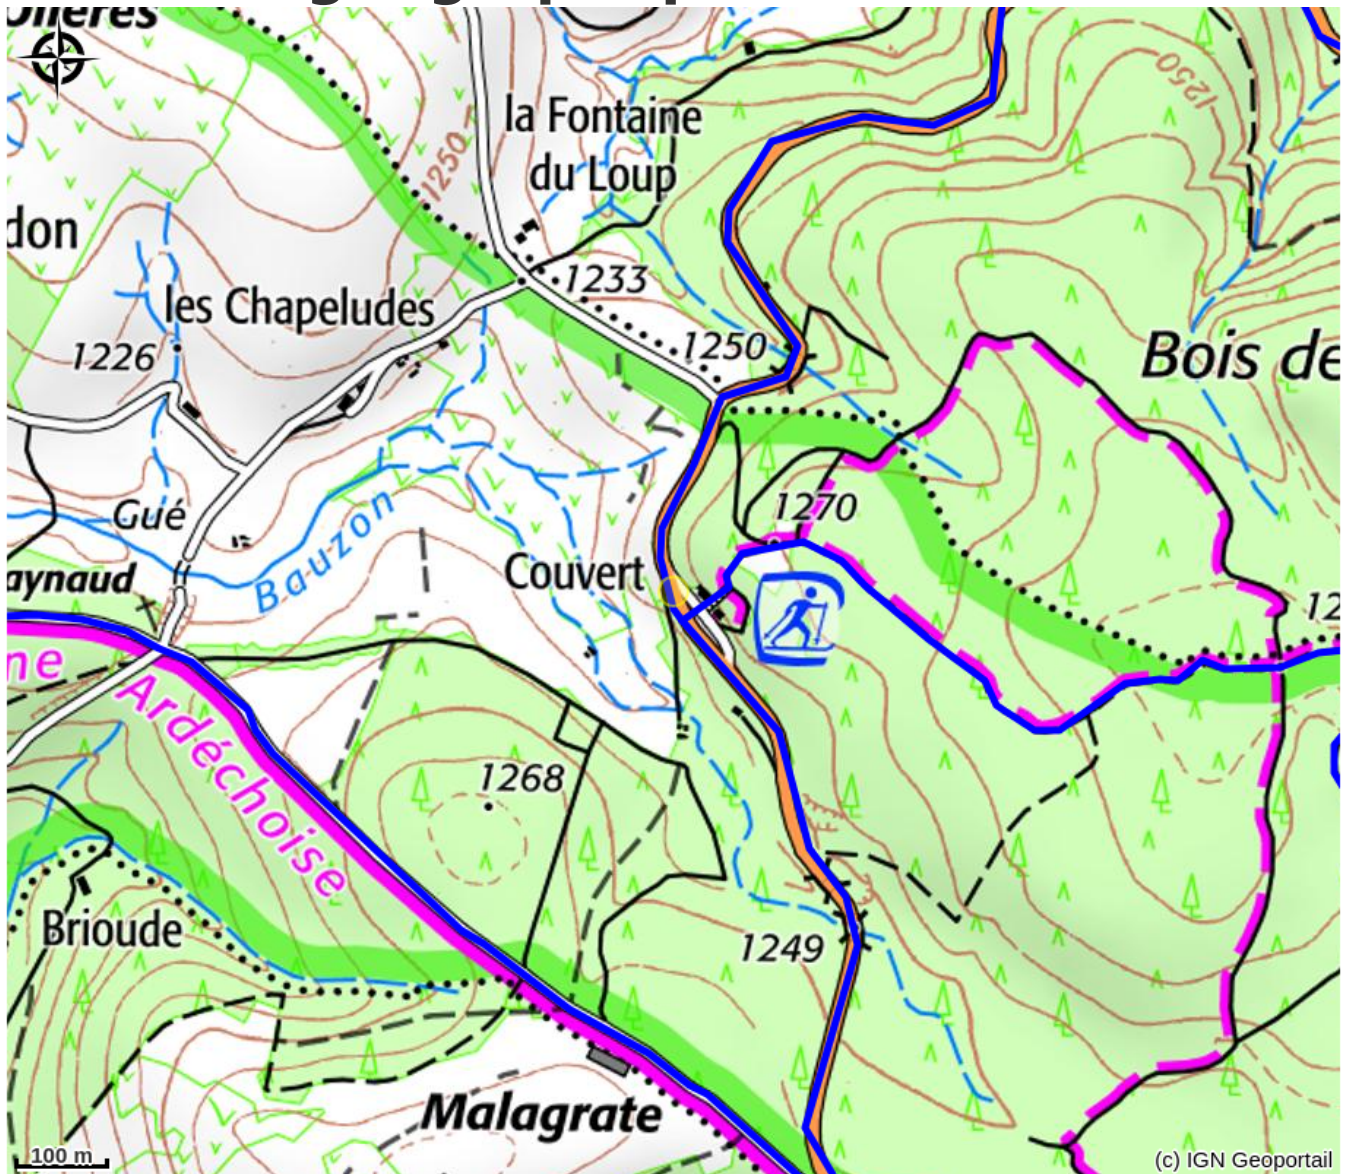 la Fontaine
du Loup
1250
don
1233
les Chapeludes
1226
1250
1250
Bois de
Gué
Bauzon
1270
Couvert
aynaud
12
ne
Ardéchoise
1268
Brioude
1249
Malagrate
100 m
(c) IGN Geoportail